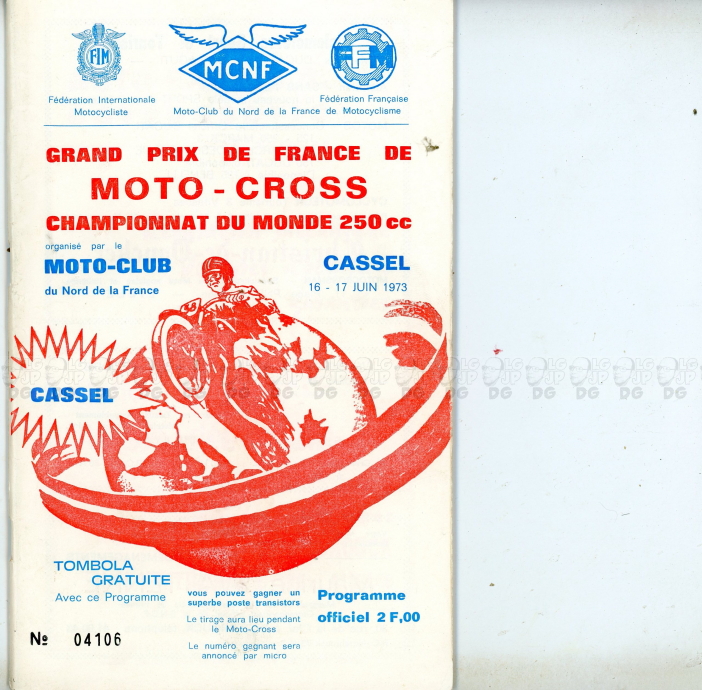 FIM
MCNF
FFM
Fédération Internationale
Motocycliste
Moto-Club du Nord de la France
Fédération Française
de Motocyclisme
GRAND PRIX DE FRANCE DE
MOTO - CROSS
CHAMPIONNAT DU MONDE 250 cc
organisé par le
MOTO-CLUB
du Nord de la France
CASSEL
16 - 17 JUIN 1973
CASSEL
TOMBOLA
GRATUITE
Avec ce Programme
vous pouvez gagner un
superbe poste transistors
Le tirage aura lieu pendant
le Moto-Cross
Le numéro gagnant sera
annoncé par micro
Programme
officiel 2 F,00
№ 04106